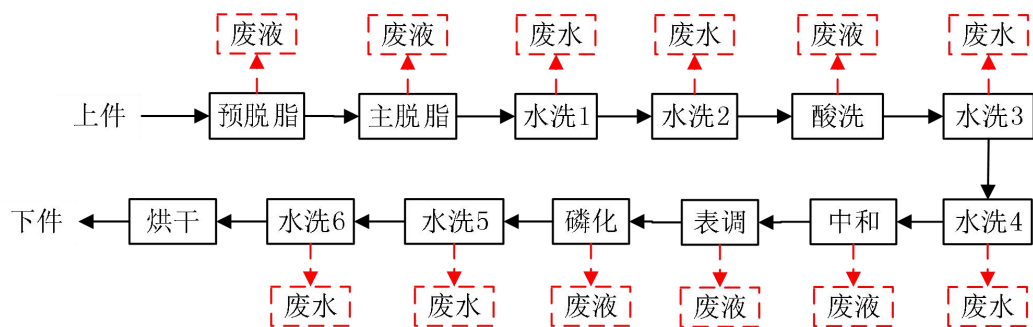 废液 废液 废水 废水 废液 废水
上件 预脱脂 主脱脂 水洗1 水洗2 酸洗 水洗3
下件 烘干 水洗6 水洗5 磷化 表调 中和 水洗4
废水 废水 废液 废液 废液 废水